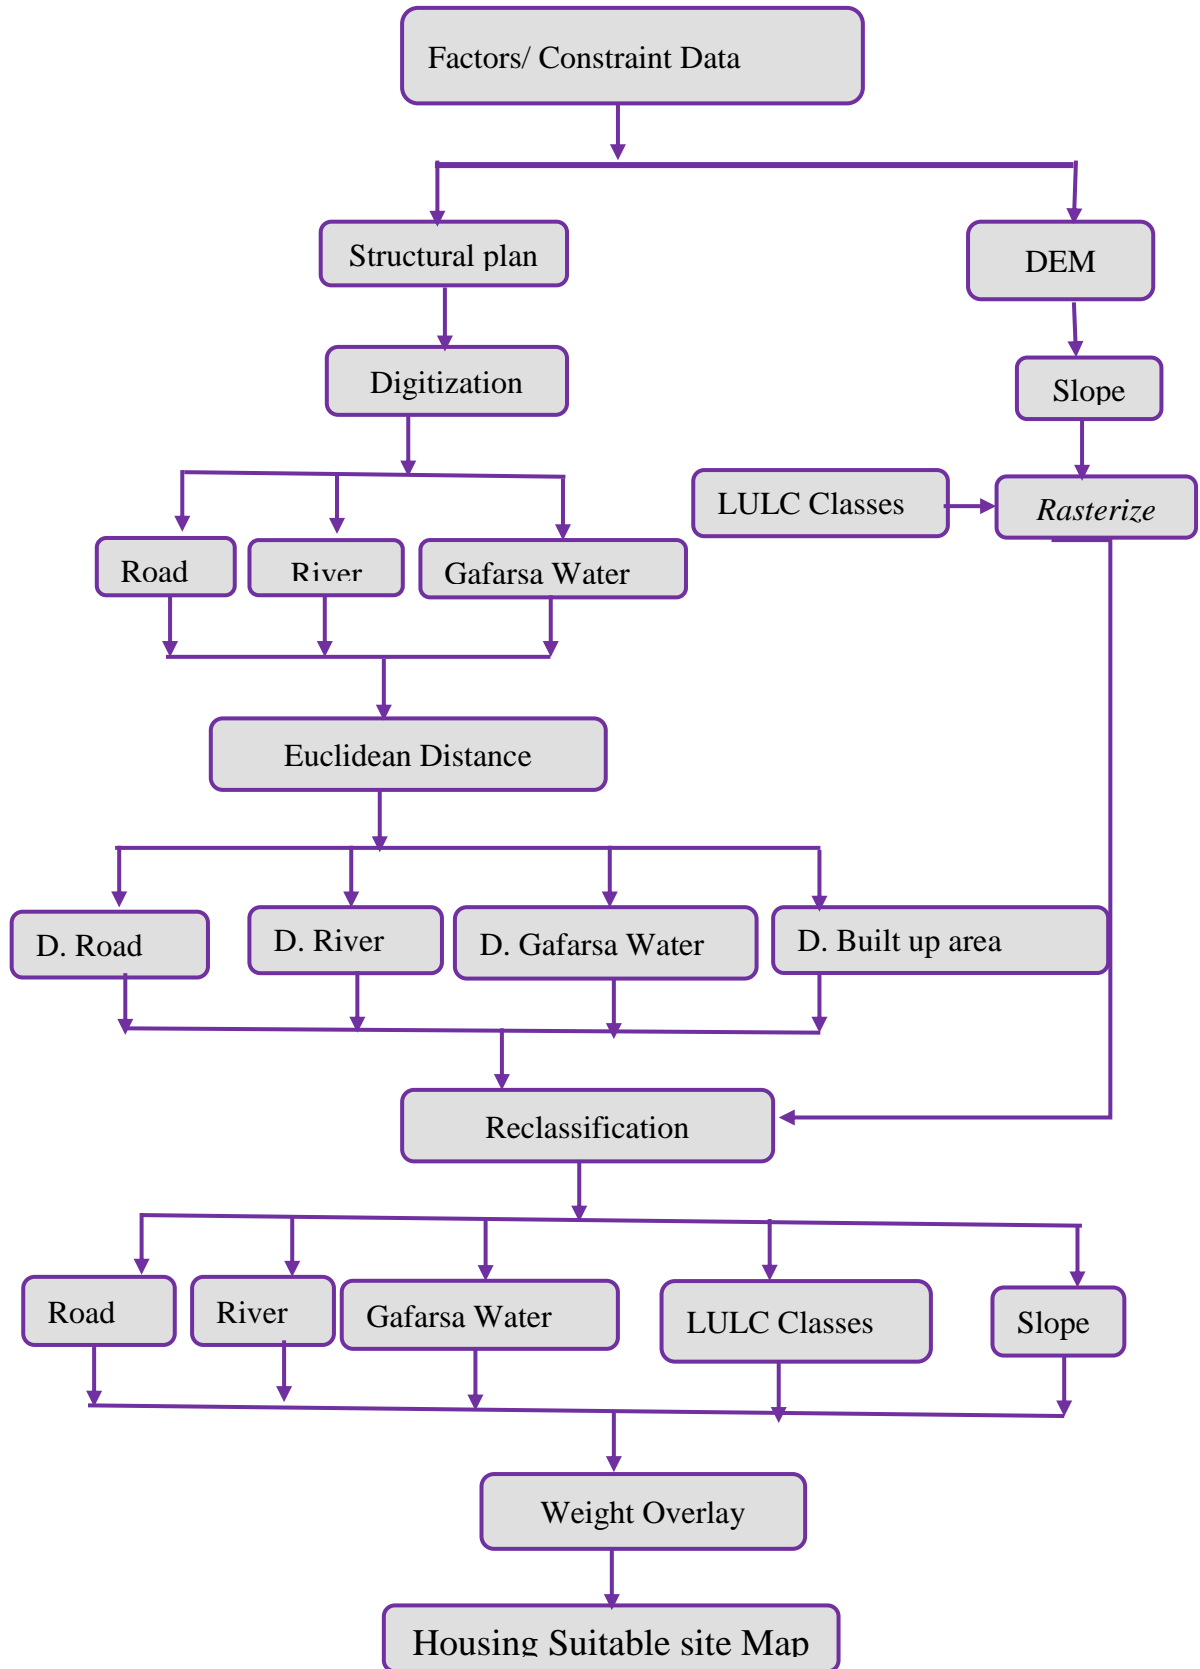 Factors/ Constraint Data
Structural plan
DEM
Digitization
Slope
LULC Classes
Rasterize
Road
River
Gafarsa Water
Euclidean Distance
D. Road
D. River
D. Gafarsa Water
D. Built up area
Reclassification
Road
River
Gafarsa Water
LULC Classes
Slope
Weight Overlay
Housing Suitable site Map